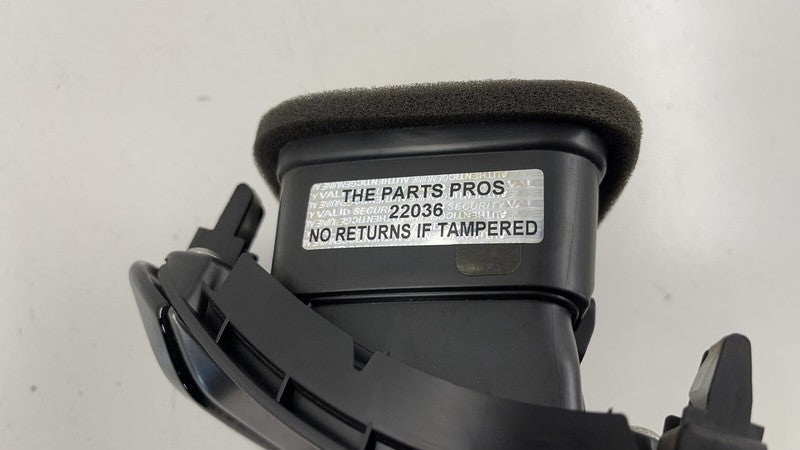 THE PARTS PROS
22036
NO RETURNS IF TAMPERED